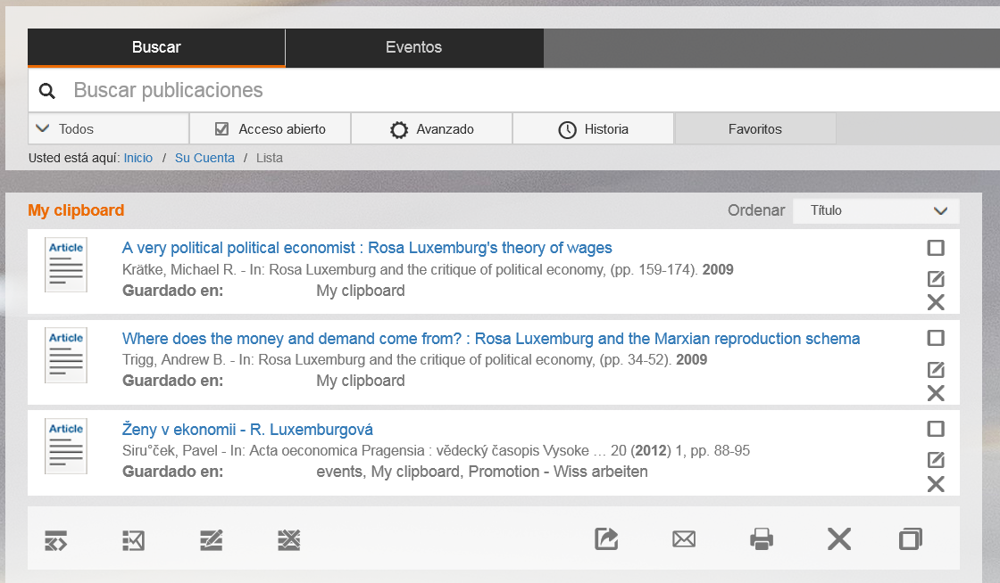 Buscar Eventos
Buscar publicaciones
Todos Acceso abierto Avanzado Historia Favoritos
Usted está aquí: Inicio / Su Cuenta / Lista
My clipboard Ordenar Título
Article A very political political economist : Rosa Luxemburg's theory of wages
Krätke, Michael R. - In: Rosa Luxemburg and the critique of political economy, (pp. 159-174). 2009
Guardado en: My clipboard
Article Where does the money and demand come from? : Rosa Luxemburg and the Marxian reproduction schema
Trigg, Andrew B. - In: Rosa Luxemburg and the critique of political economy, (pp. 34-52). 2009
Guardado en: My clipboard
Article Ženy v ekonomii - R. Luxemburgová
Siru°ček, Pavel - In: Acta oeconomica Pragensia : vědecký časopis Vysoke ... 20 (2012) 1, pp. 88-95
Guardado en: events, My clipboard, Promotion - Wiss arbeiten